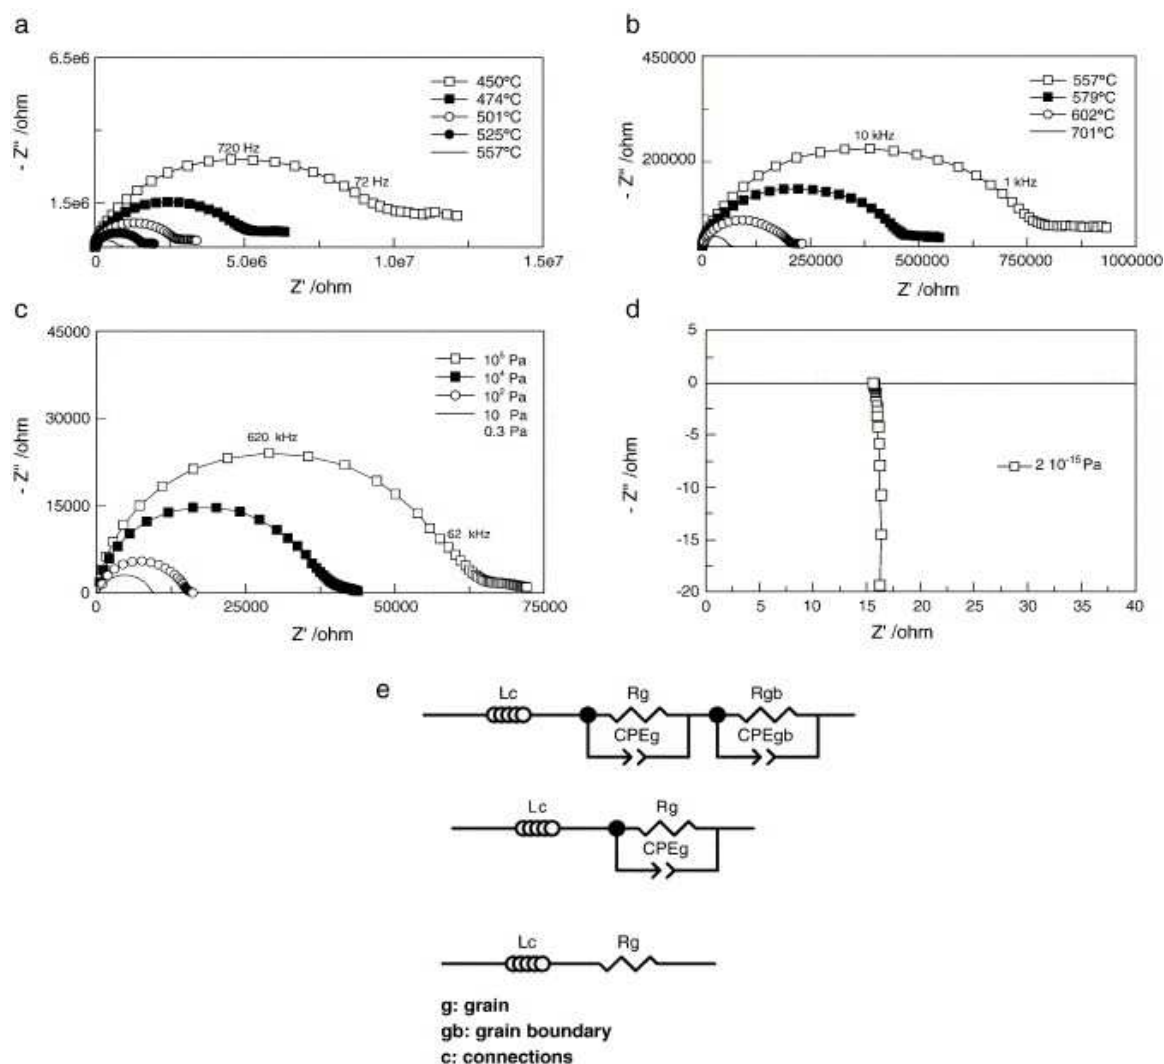 a
6.5e6
- Z" /ohm
1.5e6
0
0
5.0e6
1.0e7
1.5e7
Z' /ohm
450ºC
474ºC
501ºC
525ºC
557ºC
720 Hz
72 Hz
b
450000
- Z" /ohm
200000
0
0
250000
500000
750000
1000000
Z' /ohm
557ºC
579ºC
602ºC
701ºC
10 kHz
1 kHz
c
45000
30000
- Z" /ohm
15000
0
0
25000
50000
75000
Z' /ohm
10⁵ Pa
10⁴ Pa
10² Pa
10 Pa
0.3 Pa
620 kHz
62 kHz
d
5
0
-5
- Z" /ohm
-10
-15
-20
0
5
10
15
20
25
30
35
40
Z' /ohm
2 10⁻¹⁵Pa
e
Lc Rg Rgb
CPEg CPEgb
Lc Rg
CPEg
Lc Rg
g: grain
gb: grain boundary
c: connections